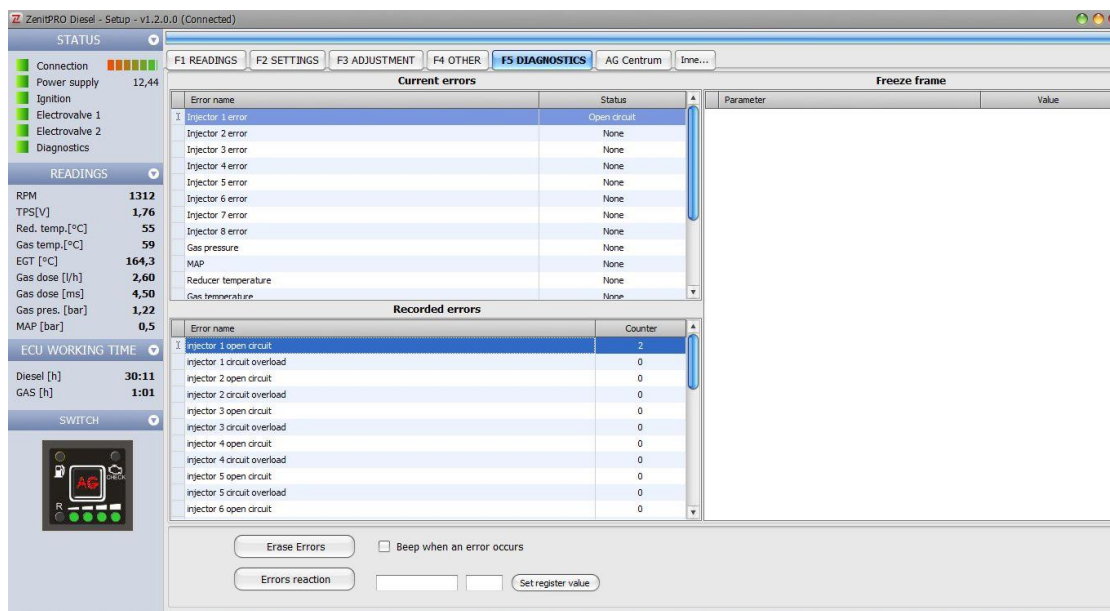 ZenitPRO Diesel - Setup - v1.2.0.0 (Connected)
STATUS
Connection
Power supply 12,44
Ignition
Electrovalve 1
Electrovalve 2
Diagnostics
READINGS
RPM 1312
TPS[V] 1,76
Red. temp.[ºC] 55
Gas temp.[ºC] 59
EGT [ºC] 164,3
Gas dose [l/h] 2,60
Gas dose [ms] 4,50
Gas pres. [bar] 1,22
MAP [bar] 0,5
ECU WORKING TIME
Diesel [h] 30:11
GAS [h] 1:01
SWITCH
AG
CHECK
R
F1 READINGS F2 SETTINGS F3 ADJUSTMENT F4 OTHER F5 DIAGNOSTICS AG Centrum Inne...
Current errors
Error name Status
Injector 1 error Open circuit
Injector 2 error None
Injector 3 error None
Injector 4 error None
Injector 5 error None
Injector 6 error None
Injector 7 error None
Injector 8 error None
Gas pressure None
MAP None
Reducer temperature None
Gas temperature None
Recorded errors
Error name Counter
injector 1 open circuit 2
injector 1 circuit overload 0
injector 2 open circuit 0
injector 2 circuit overload 0
injector 3 open circuit 0
injector 3 circuit overload 0
injector 4 open circuit 0
injector 4 circuit overload 0
injector 5 open circuit 0
injector 5 circuit overload 0
injector 6 open circuit 0
Freeze frame
Parameter Value
Erase Errors Beep when an error occurs
Errors reaction Set register value